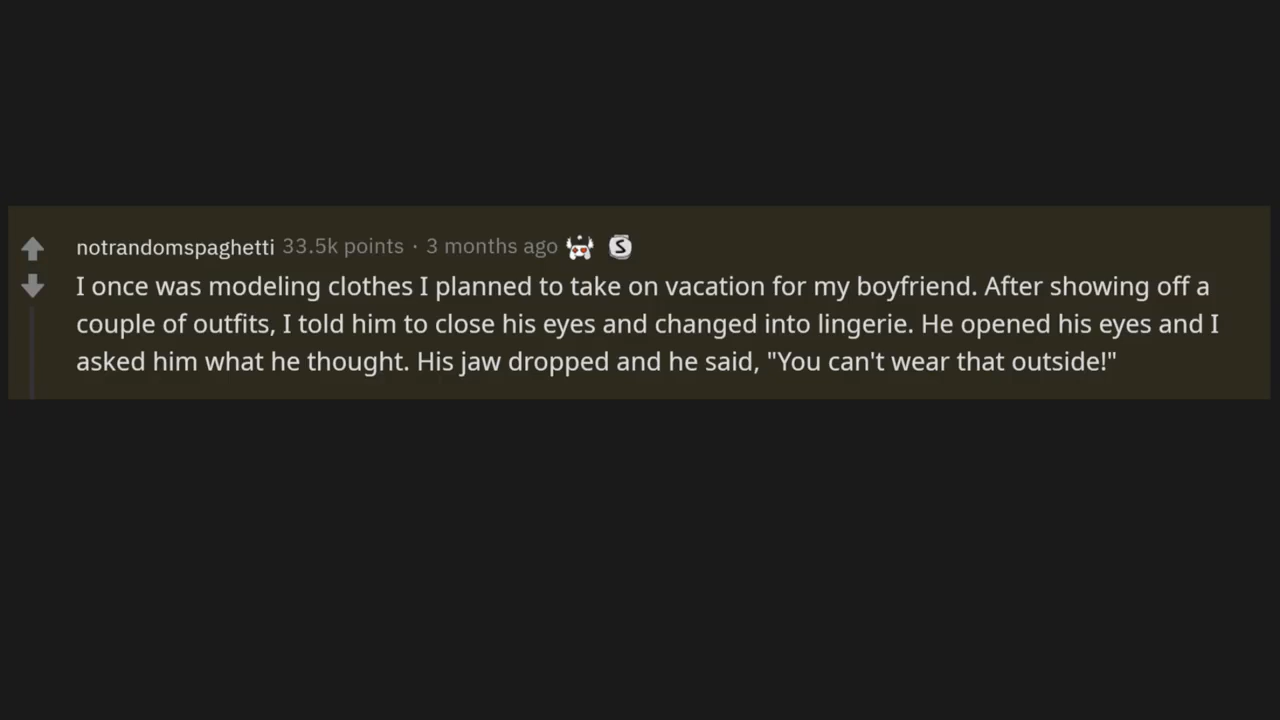 notrandomspaghetti 33.5k points · 3 months ago
I once was modeling clothes I planned to take on vacation for my boyfriend. After showing off a
couple of outfits, I told him to close his eyes and changed into lingerie. He opened his eyes and I
asked him what he thought. His jaw dropped and he said, "You can't wear that outside!"